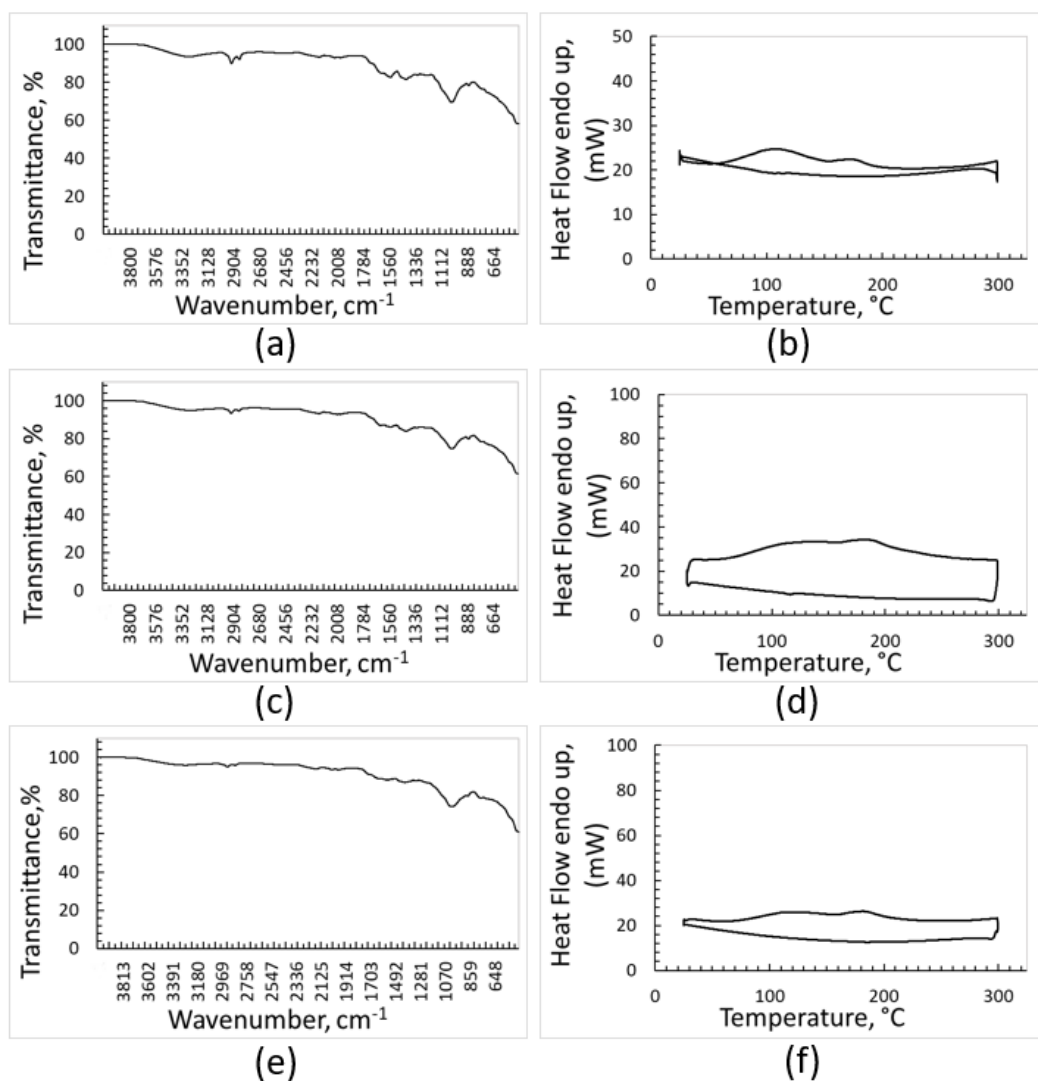 Transmittance, %
100
80
60
40
20
0
3800 3576 3352 3128 2904 2680 2456 2232 2008 1784 1560 1336 1112 888 664
Wavenumber, cm-1
(a)
Heat Flow endo up,
(mW)
50
40
30
20
10
0
0 100 200 300
Temperature, °C
(b)
Transmittance, %
100
80
60
40
20
0
3800 3576 3352 3128 2904 2680 2456 2232 2008 1784 1560 1336 1112 888 664
Wavenumber, cm-1
(c)
Heat Flow endo up,
(mW)
100
80
60
40
20
0
0 100 200 300
Temperature, °C
(d)
Transmittance,%
100
80
60
40
20
0
3813 3602 3391 3180 2969 2758 2547 2336 2125 1914 1703 1492 1281 1070 859 648
Wavenumber, cm-1
(e)
Heat Flow endo up,
(mW)
100
80
60
40
20
0
0 100 200 300
Temperature, °C
(f)